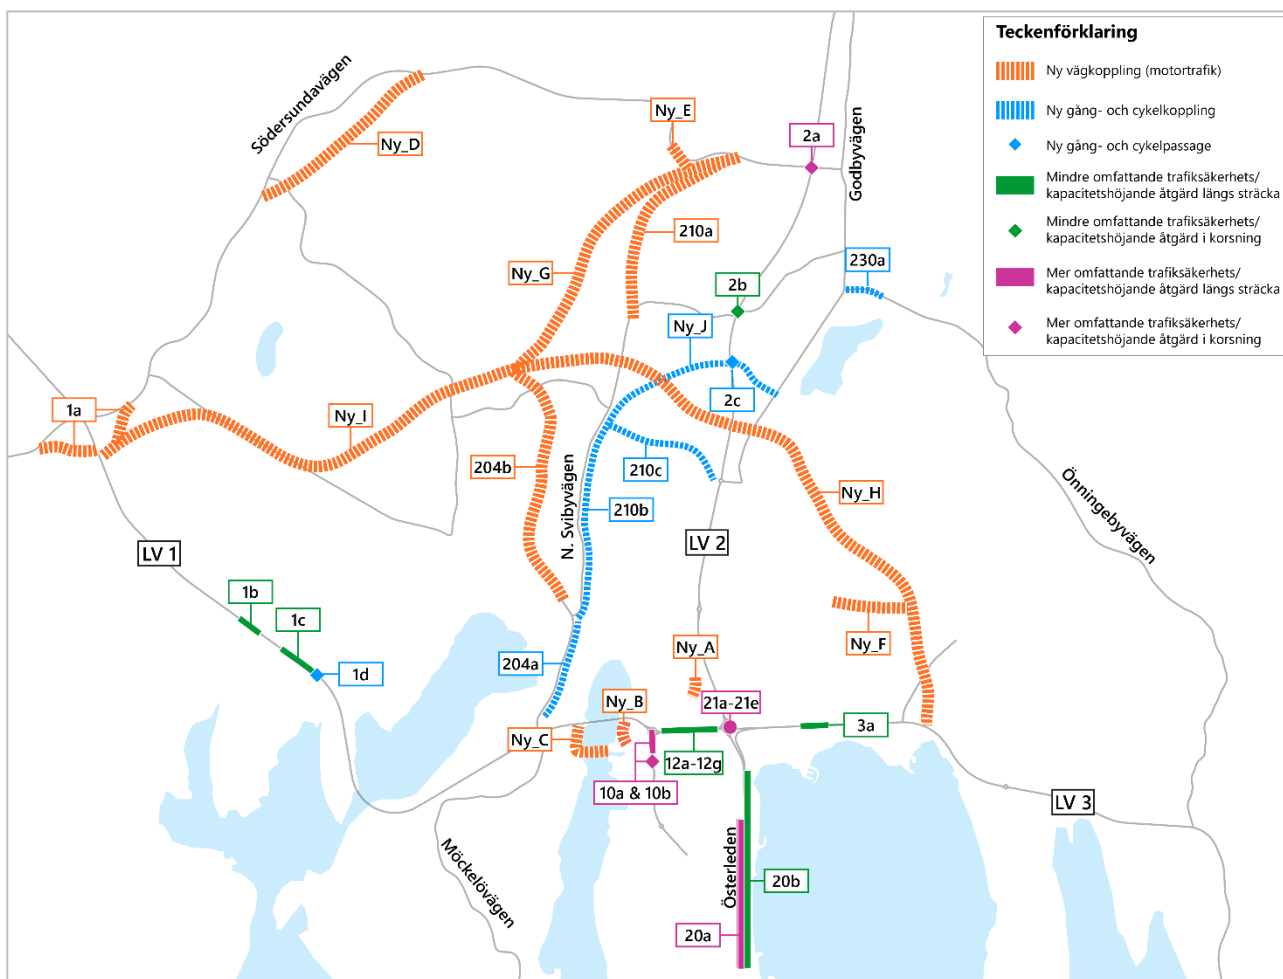 Teckenförklaring
Ny vägkoppling (motortrafik)
Ny gång- och cykelkoppling
Ny gång- och cykelpassage
Mindre omfattande trafiksäkerhets/
kapacitetshöjande åtgärd längs sträcka
Mindre omfattande trafiksäkerhets/
kapacitetshöjande åtgärd i korsning
Mer omfattande trafiksäkerhets/
kapacitetshöjande åtgärd längs sträcka
Mer omfattande trafiksäkerhets/
kapacitetshöjande åtgärd i korsning
Södersundavägen
Ny_D
Ny_E
2a
Godbyvägen
210a
Ny_G
230a
2b
Ny_J
2c
1a
Ny_I
204b
210c
N. Svibyvägen
210b
Ny_H
Önningebyvägen
LV 1
LV 2
1b
1c
1d
204a
Ny_A
Ny_F
Ny_B
21a-21e
Ny_C
3a
12a-12g
10a & 10b
LV 3
Möckelövägen
Österleden
20b
20a